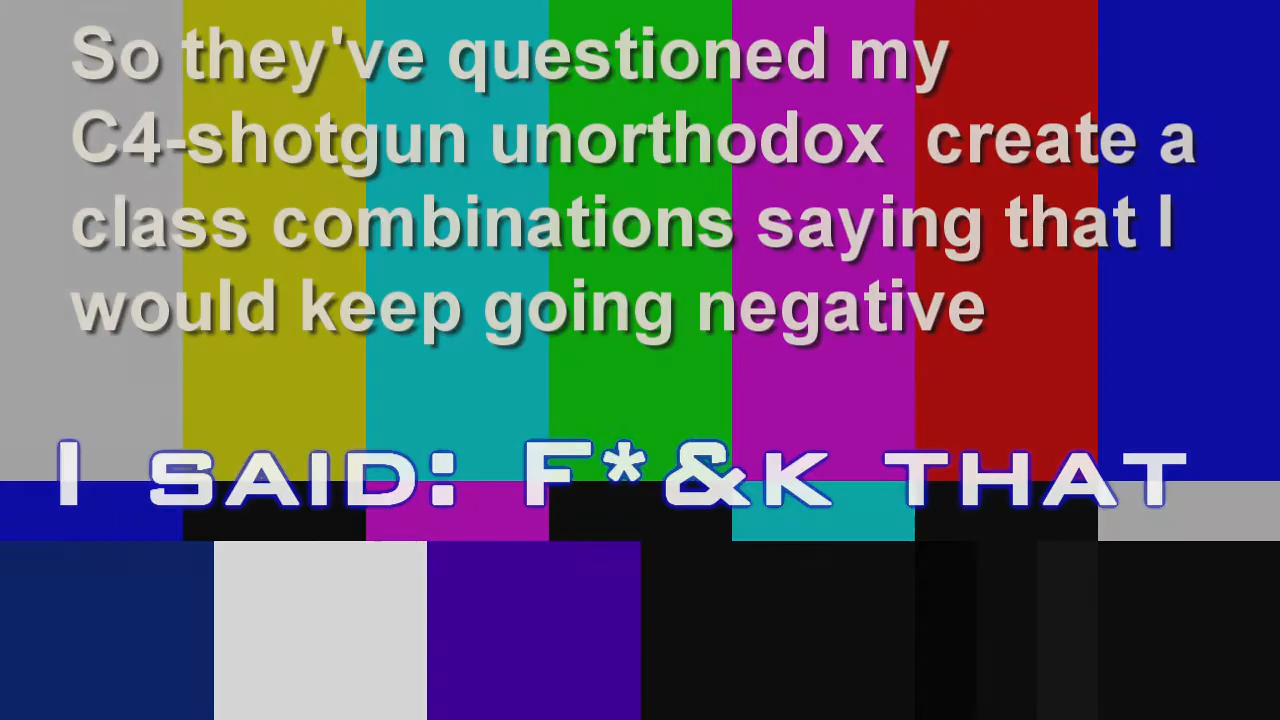 So they've questioned my
C4-shotgun unorthodox  create a
class combinations saying that I
would keep going negative
I SAID: F*&K THAT